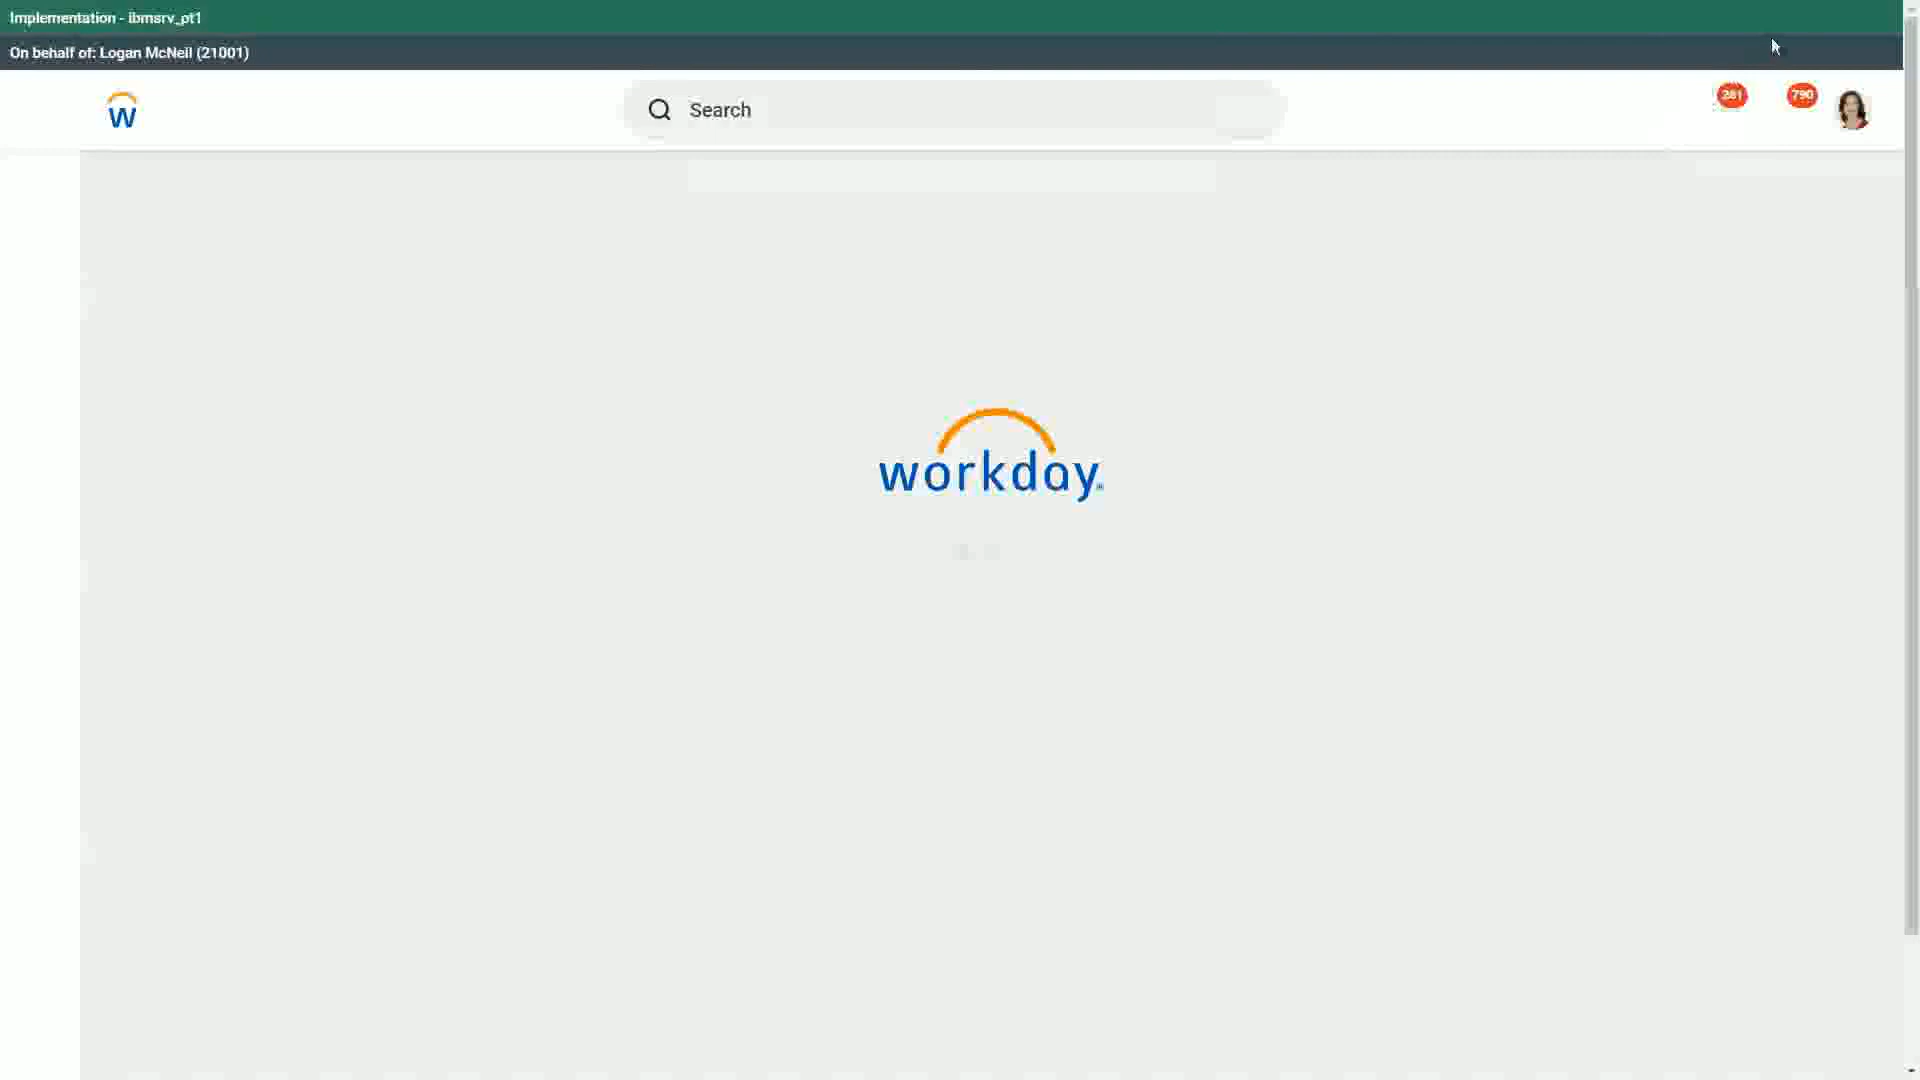 Implementation - ibmsrv_pt1
On behalf of: Logan McNeil (21001)
W
Search
281
790
workday.